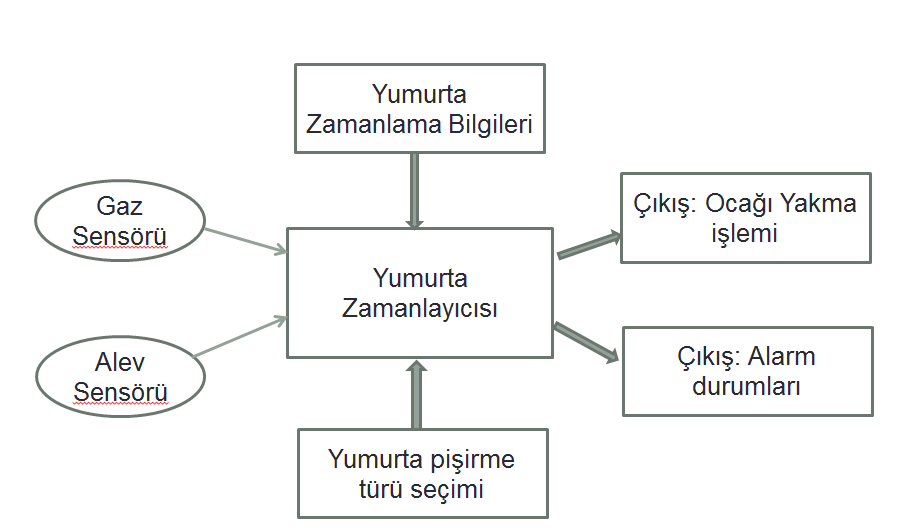 Yumurta
Zamanlama Bilgileri
Gaz
Sensörü
Çıkış: Ocağı Yakma
işlemi
Yumurta
Zamanlayıcısı
Alev
Sensörü
Çıkış: Alarm
durumları
Yumurta pişirme
türü seçimi